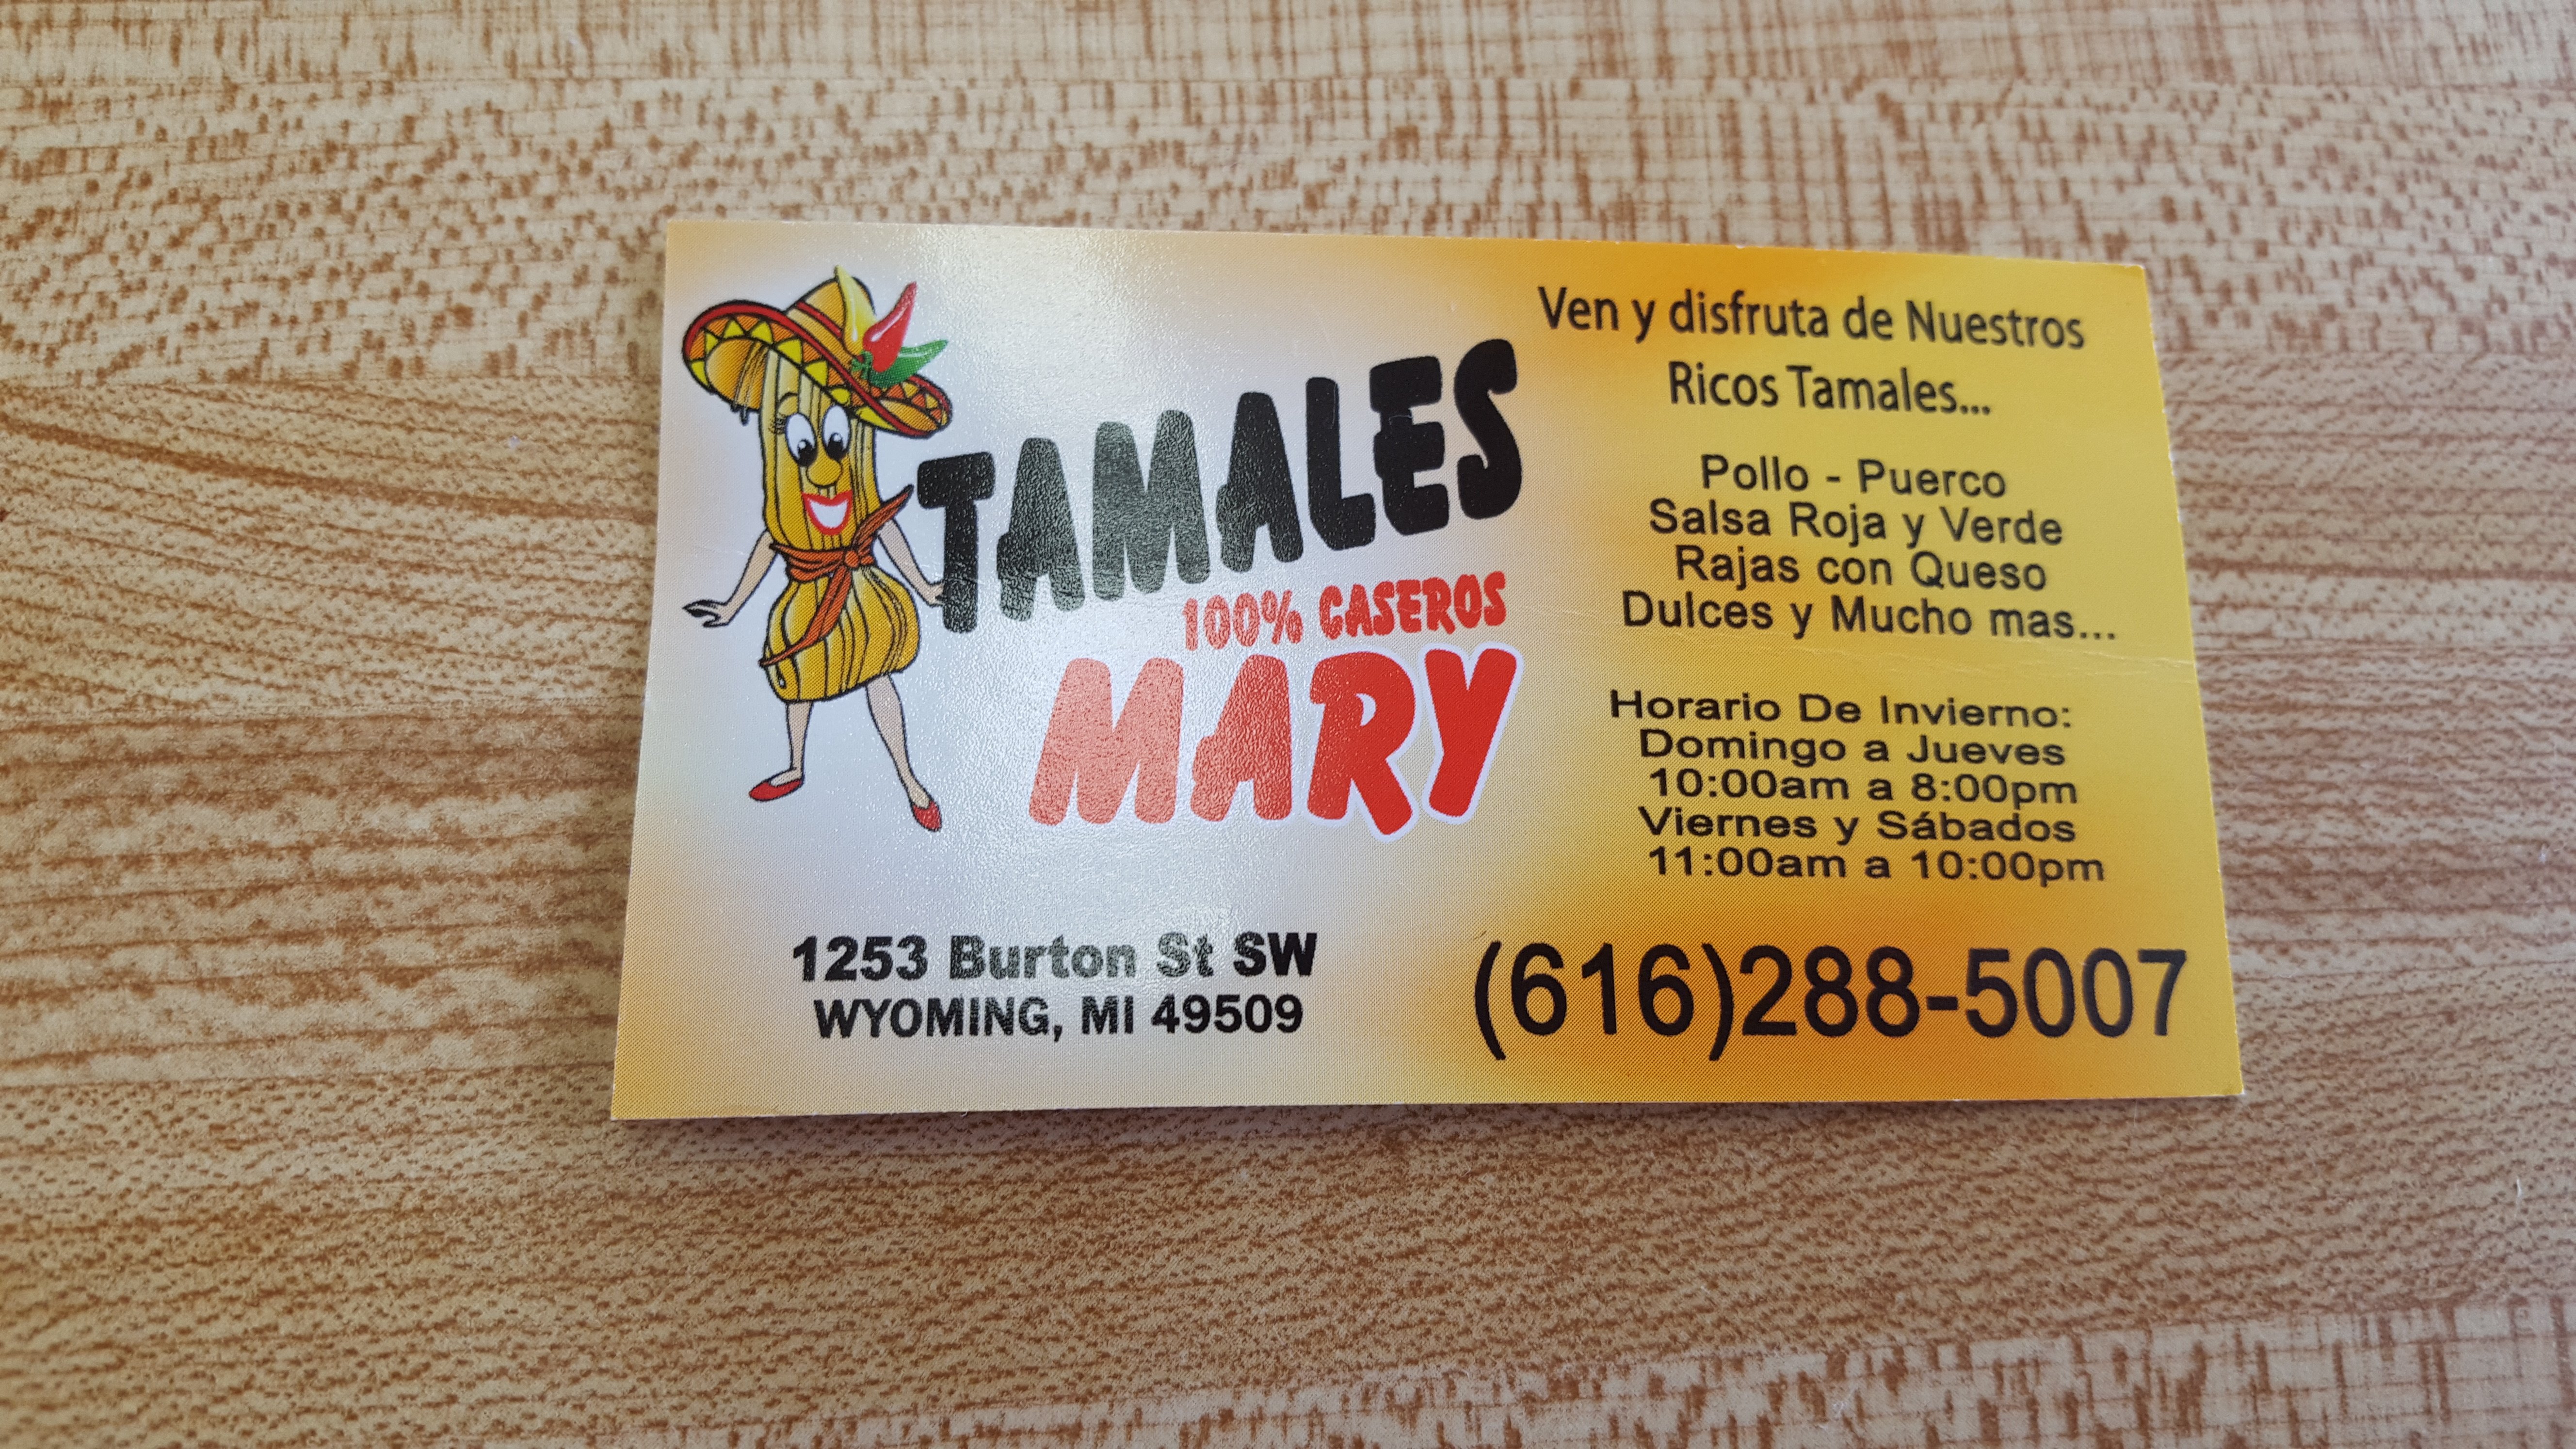 TAMALES
100% CASEROS
MARY
1253 Burton St SW
WYOMING, MI 49509
Ven y disfruta de Nuestros
Ricos Tamales...
Pollo - Puerco
Salsa Roja y Verde
Rajas con Queso
Dulces y Mucho mas...
Horario De Invierno:
Domingo a Jueves
10:00am a 8:00pm
Viernes y Sábados
11:00am a 10:00pm
(616)288-5007